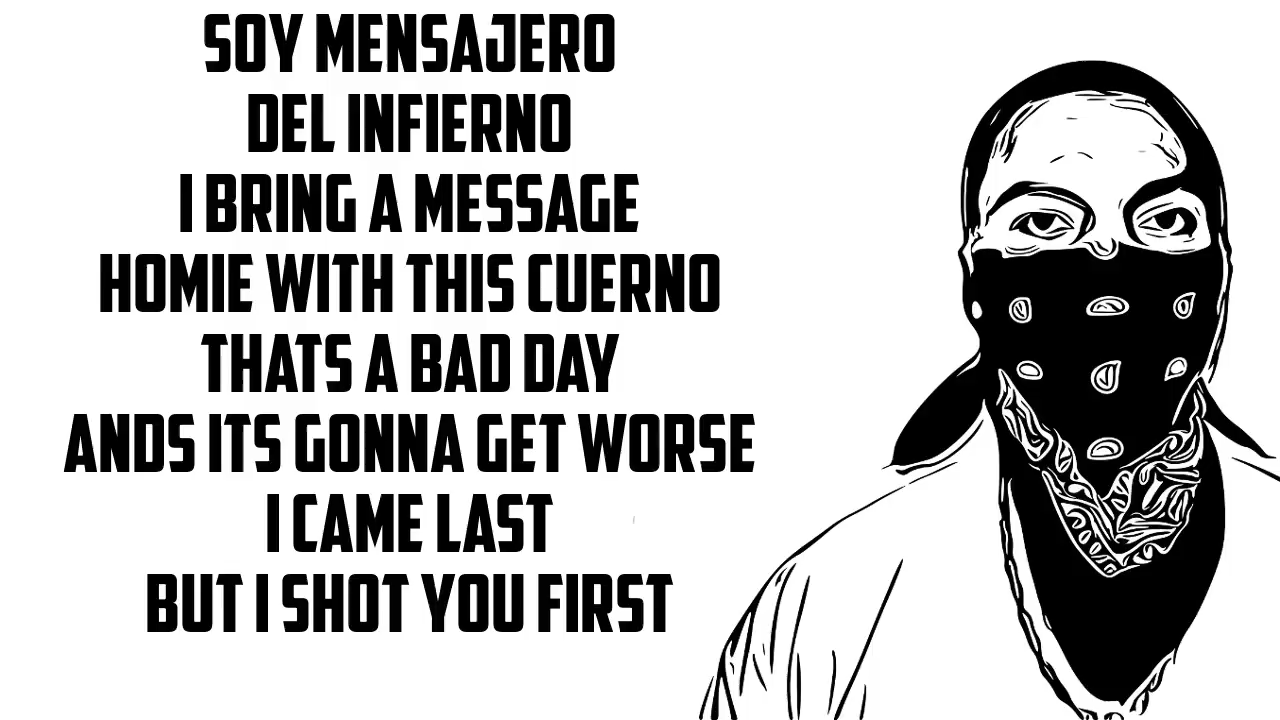 SOY MENSAJERO
DEL INFIERNO
I BRING A MESSAGE
HOMIE WITH THIS CUERNO
THATS A BAD DAY
ANDS ITS GONNA GET WORSE
I CAME LAST
BUT I SHOT YOU FIRST